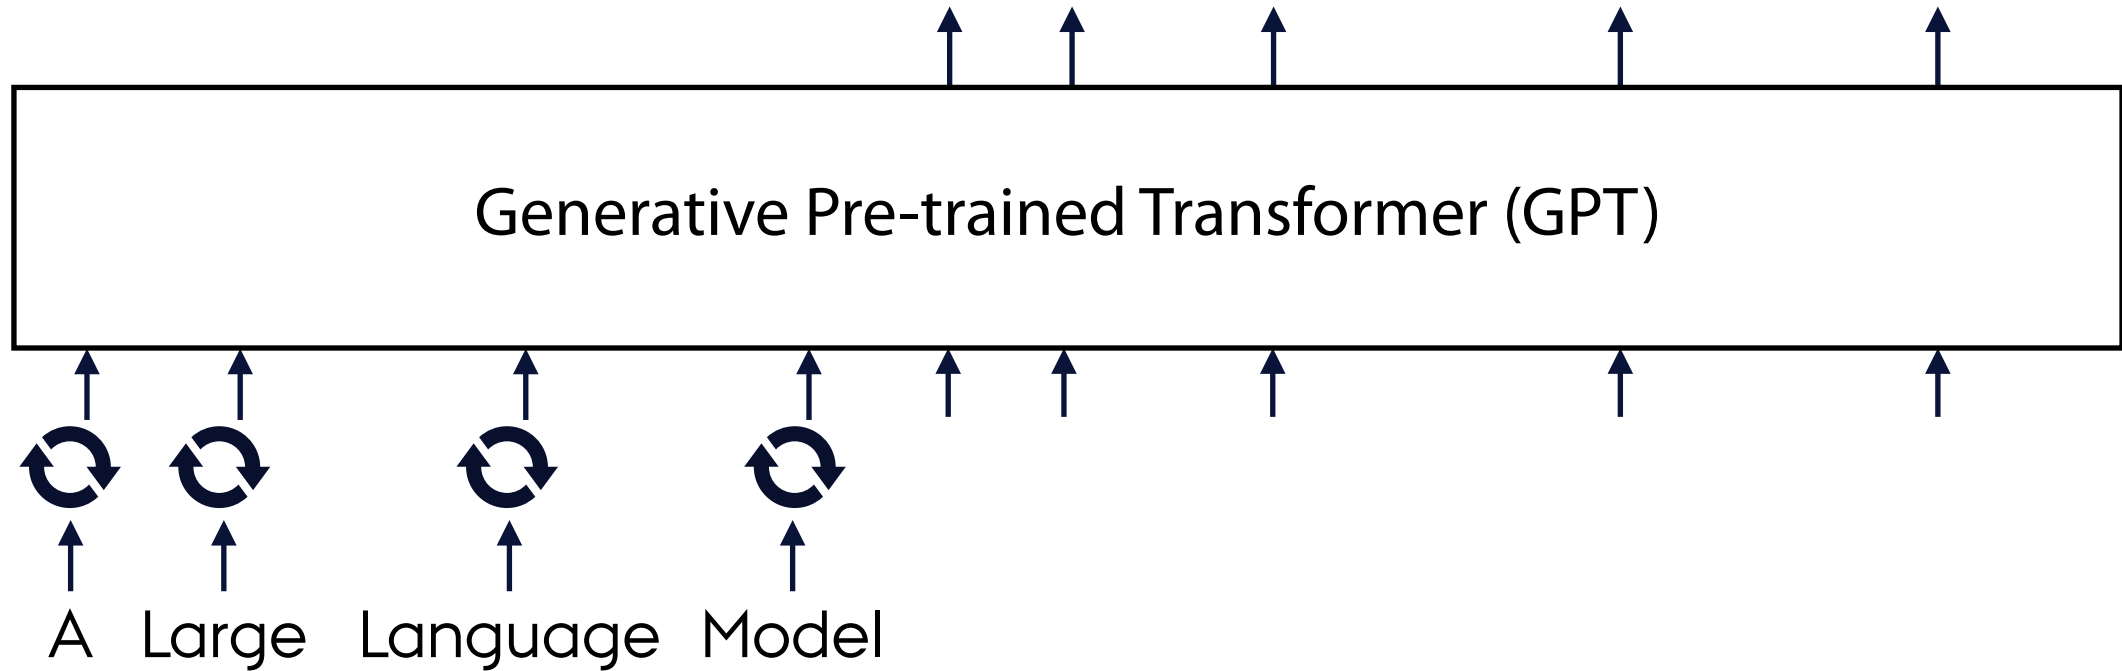 Generative Pre-trained Transformer (GPT)
A Large Language Model